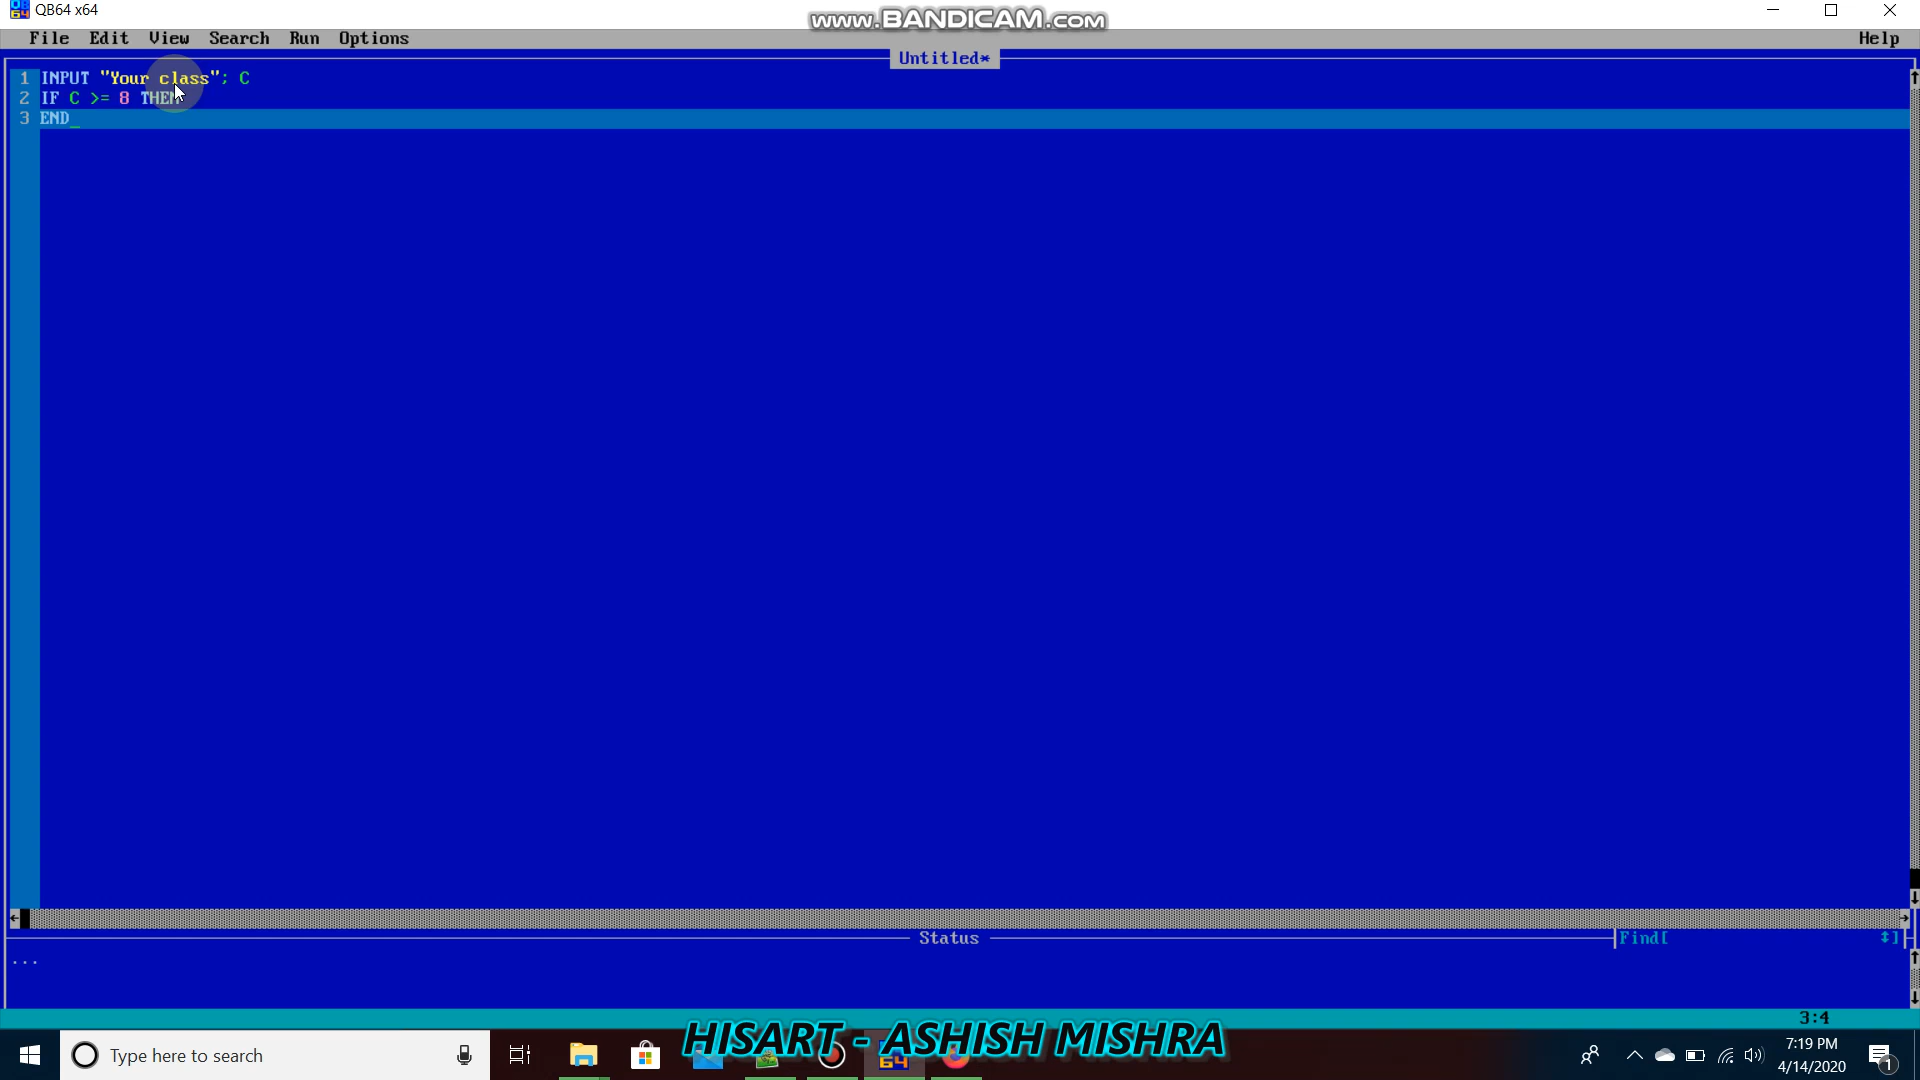 QB64 x64
www.BANDICAM.com
File Edit View Search Run Options Help
Untitled*
1 INPUT "Your class"; C
2 IF C >= 8 THEN
3 END_
Status
Find[
...
3:4
HISART - ASHISH MISHRA
Type here to search
7:19 PM
4/14/2020
1